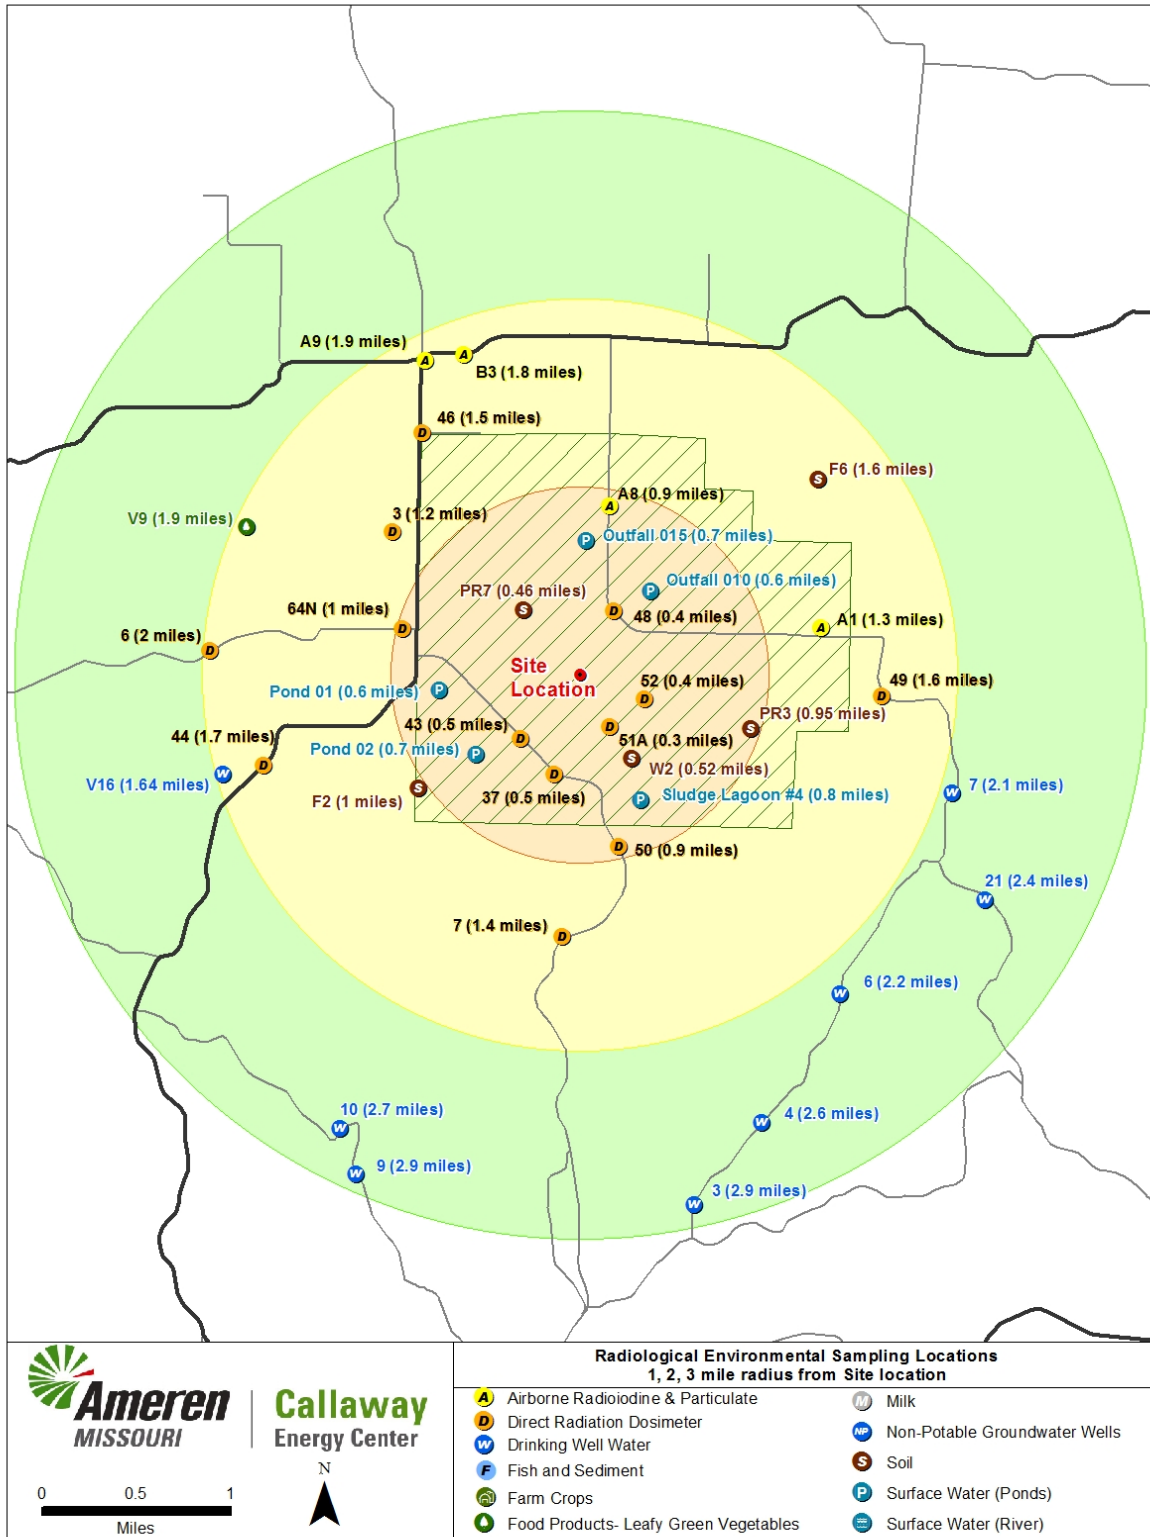 A9 (1.9 miles)
A
A
B3 (1.8 miles)
46 (1.5 miles)
D
F6 (1.6 miles)
S
A8 (0.9 miles)
A
V9 (1.9 miles)
3 (1.2 miles)
D
P
Outfall 015 (0.7 miles)
Outfall 010 (0.6 miles)
P
PR7 (0.46 miles)
S
64N (1 miles)
D
D
48 (0.4 miles)
A1 (1.3 miles)
A
6 (2 miles)
D
Site
Location
52 (0.4 miles)
D
49 (1.6 miles)
D
Pond 01 (0.6 miles)
P
PR3 (0.95 miles)
S
43 (0.5 miles)
D
D
51A (0.3 miles)
44 (1.7 miles)
D
Pond 02 (0.7 miles)
P
S
W2 (0.52 miles)
V16 (1.64 miles)
W
D
37 (0.5 miles)
F2 (1 miles)
S
P
Sludge Lagoon #4 (0.8 miles)
7 (2.1 miles)
W
D
50 (0.9 miles)
21 (2.4 miles)
W
7 (1.4 miles)
D
6 (2.2 miles)
W
10 (2.7 miles)
W
4 (2.6 miles)
W
9 (2.9 miles)
W
3 (2.9 miles)
W
Ameren
MISSOURI
Callaway
Energy Center
N
0 0.5 1
Miles
Radiological Environmental Sampling Locations
1, 2, 3 mile radius from Site location
A Airborne Radioiodine & Particulate
D Direct Radiation Dosimeter
W Drinking Well Water
F Fish and Sediment
Farm Crops
Food Products- Leafy Green Vegetables
M Milk
NP Non-Potable Groundwater Wells
S Soil
P Surface Water (Ponds)
Surface Water (River)